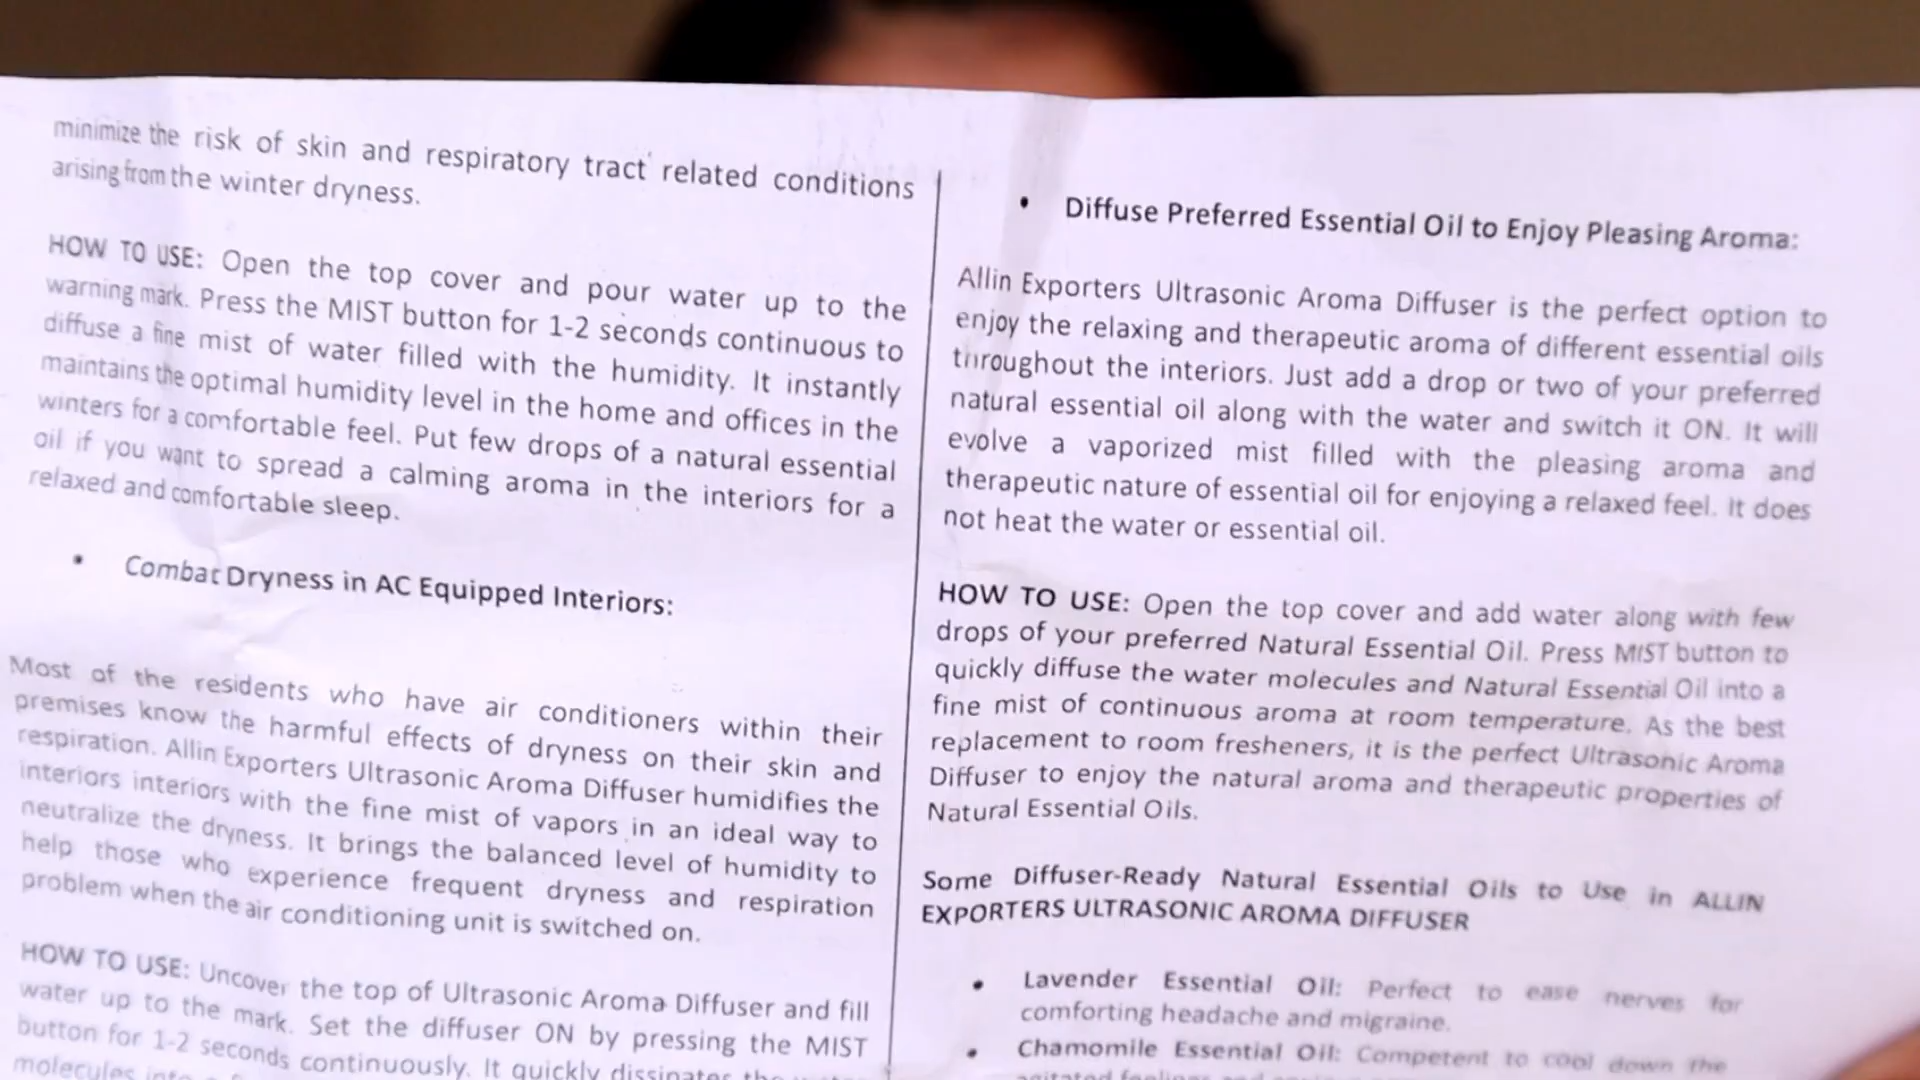 minimize the risk of skin and respiratory tract related conditions
arising from the winter dryness.
HOW TO USE: Open the top cover and pour water up to the
warning mark. Press the MIST button for 1-2 seconds continuous to
diffuse a fine mist of water filled with the humidity. It instantly
maintains the optimal humidity level in the home and offices in the
winters for a comfortable feel. Put few drops of a natural essential
oil if you want to spread a calming aroma in the interiors for a
relaxed and comfortable sleep.
• Combat Dryness in AC Equipped Interiors:
Most of the residents who have air conditioners within their
premises know the harmful effects of dryness on their skin and
respiration. Allin Exporters Ultrasonic Aroma Diffuser humidifies the
interiors interiors with the fine mist of vapors in an ideal way to
neutralize the dryness. It brings the balanced level of humidity to
help those who experience frequent dryness and respiration
problem when the air conditioning unit is switched on.
HOW TO USE: Uncover the top of Ultrasonic Aroma Diffuser and fill
water up to the mark. Set the diffuser ON by pressing the MIST
button for 1-2 seconds continuously. It quickly dissipates the
molecules into
• Diffuse Preferred Essential Oil to Enjoy Pleasing Aroma:
Allin Exporters Ultrasonic Aroma Diffuser is the perfect option to
enjoy the relaxing and therapeutic aroma of different essential oils
throughout the interiors. Just add a drop or two of your preferred
natural essential oil along with the water and switch it ON. It will
evolve a vaporized mist filled with the pleasing aroma and
therapeutic nature of essential oil for enjoying a relaxed feel. It does
not heat the water or essential oil.
HOW TO USE: Open the top cover and add water along with few
drops of your preferred Natural Essential Oil. Press MIST button to
quickly diffuse the water molecules and Natural Essential Oil into a
fine mist of continuous aroma at room temperature. As the best
replacement to room fresheners, it is the perfect Ultrasonic Aroma
Diffuser to enjoy the natural aroma and therapeutic properties of
Natural Essential Oils.
Some Diffuser-Ready Natural Essential Oils to Use in ALLIN
EXPORTERS ULTRASONIC AROMA DIFFUSER
• Lavender Essential Oil: Perfect to ease nerves for
comforting headache and migraine.
• Chamomile Essential Oil: Competent to cool down the